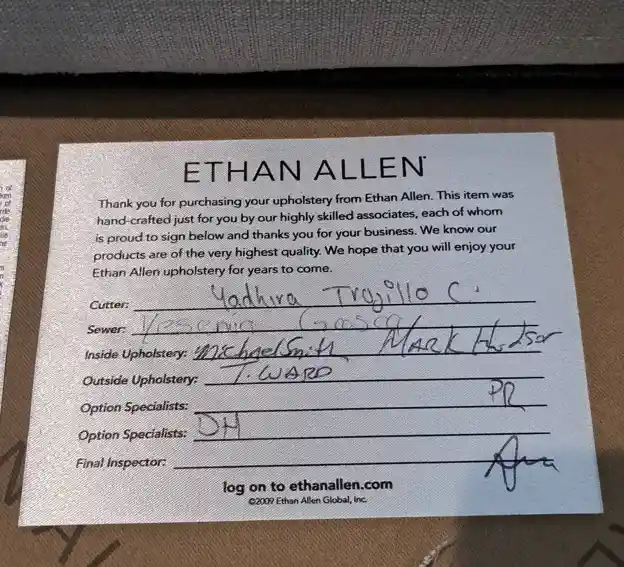 ETHAN ALLEN
Thank you for purchasing your upholstery from Ethan Allen. This item was
hand-crafted just for you by our highly skilled associates, each of whom
is proud to sign below and thanks you for your business. We know our
products are of the very highest quality. We hope that you will enjoy your
Ethan Allen upholstery for years to come.
Cutter: Yadhira Trujillo C.
Sewer: Yesenia
Inside Upholstery: Michael Smith Mark Hudson
Outside Upholstery: T. WARD
Option Specialists: PR
Option Specialists: DH
Final Inspector:
log on to ethanallen.com
©2009 Ethan Allen Global, Inc.